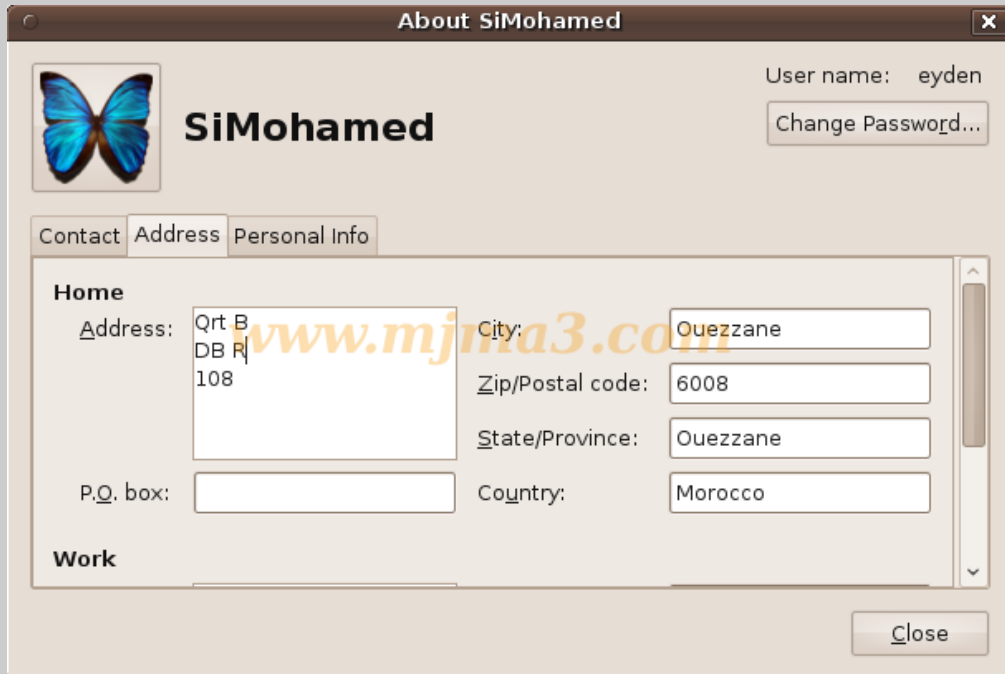 About SiMohamed
User name: eyden
SiMohamed
Change Password...
Contact Address Personal Info
Home
Address: Qrt B
DB R
108
City: Ouezzane
Zip/Postal code: 6008
State/Province: Ouezzane
P.O. box:
Country: Morocco
www.mjma3.com
Work
Close